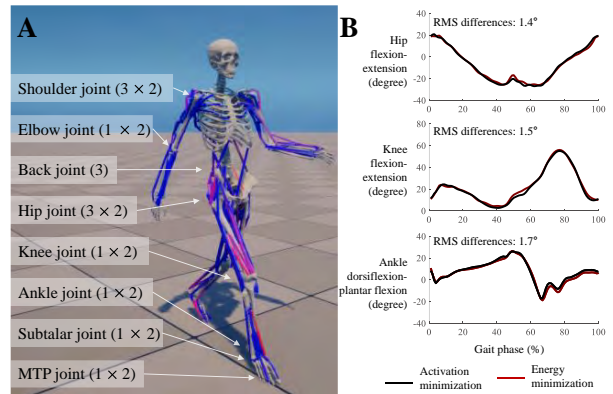 A
Shoulder joint (3 × 2)
Elbow joint (1 × 2)
Back joint (3)
Hip joint (3 × 2)
Knee joint (1 × 2)
Ankle joint (1 × 2)
Subtalar joint (1 × 2)
MTP joint (1 × 2)
B
RMS differences: 1.4°
Hip
flexion-
extension
(degree)
40
20
0
-20
-40
0 20 40 60 80 100
RMS differences: 1.5°
Knee
flexion-
extension
(degree)
80
60
40
20
0
0 20 40 60 80 100
RMS differences: 1.7°
Ankle
dorsiflexion-
plantar flexion
(degree)
40
20
0
-20
-40
0 20 40 60 80 100
Gait phase (%)
Activation
minimization
Energy
minimization